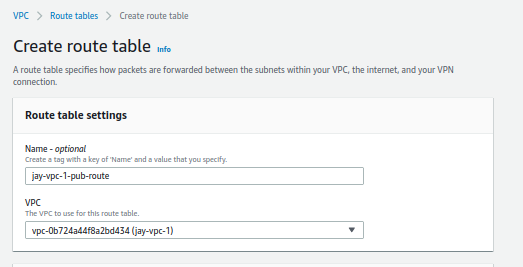 VPC > Route tables > Create route table
Create route table Info
A route table specifies how packets are forwarded between the subnets within your VPC, the internet, and your VPN
connection.
Route table settings
Name - optional
Create a tag with a key of 'Name' and a value that you specify.
jay-vpc-1-pub-route
VPC
The VPC to use for this route table.
vpc-0b724a44f8a2bd434 (jay-vpc-1)